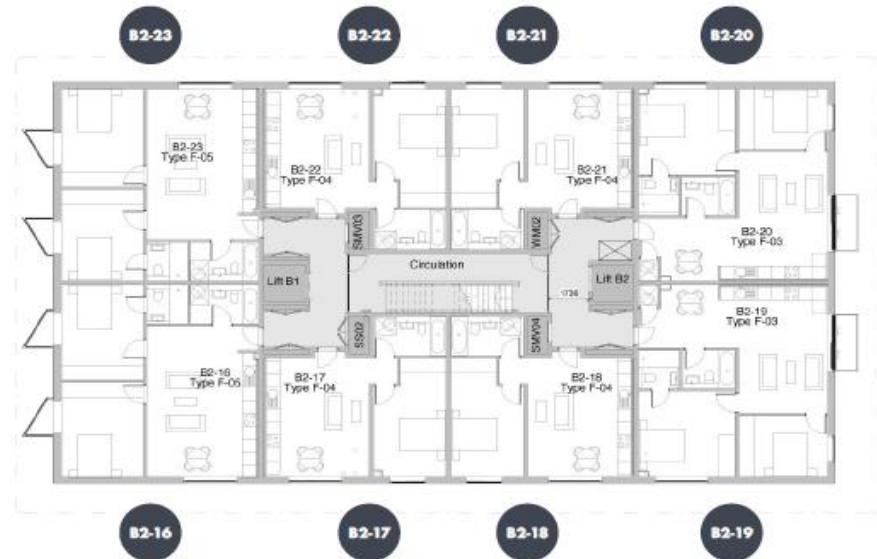 B2-23
B2-22
B2-21
B2-20
B2-23
Type F-05
B2-22
Type F-04
B2-21
Type F-04
B2-20
Type F-03
SMV03
WM02
Circulation
Lift B1
Lift B2
1736
SS02
SMV04
B2-19
Type F-03
B2-16
Type F-05
B2-17
Type F-04
B2-18
Type F-04
B2-16
B2-17
B2-18
B2-19